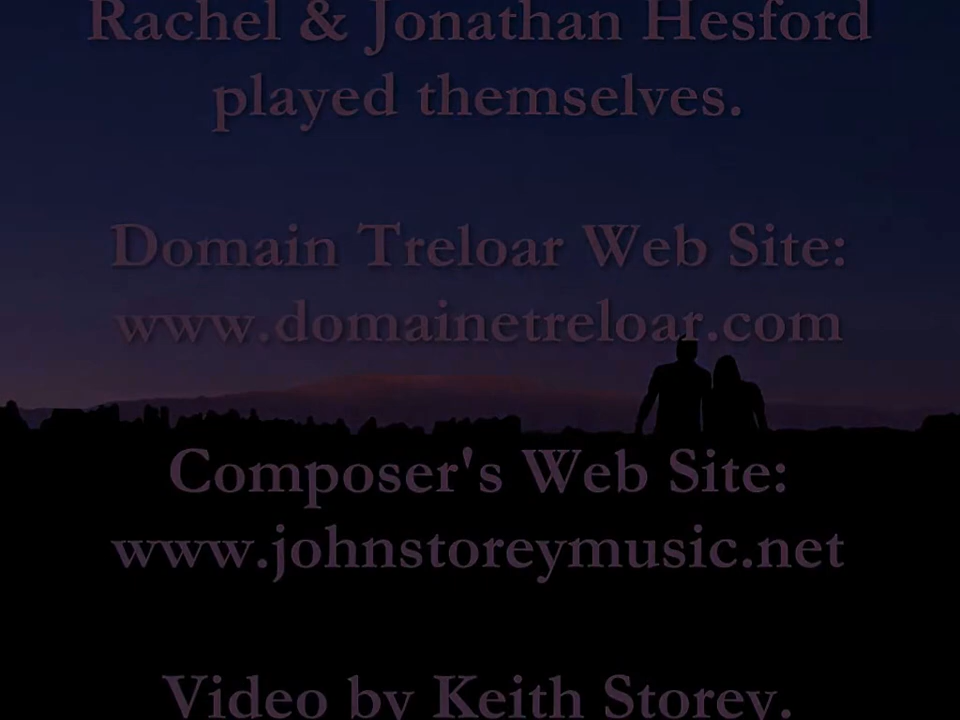 Rachel & Jonathan Hesford
played themselves.
Domain Treloar Web Site:
www.domainetreloar.com
Composer's Web Site:
www.johnstoreymusic.net
Video by Keith Storey.